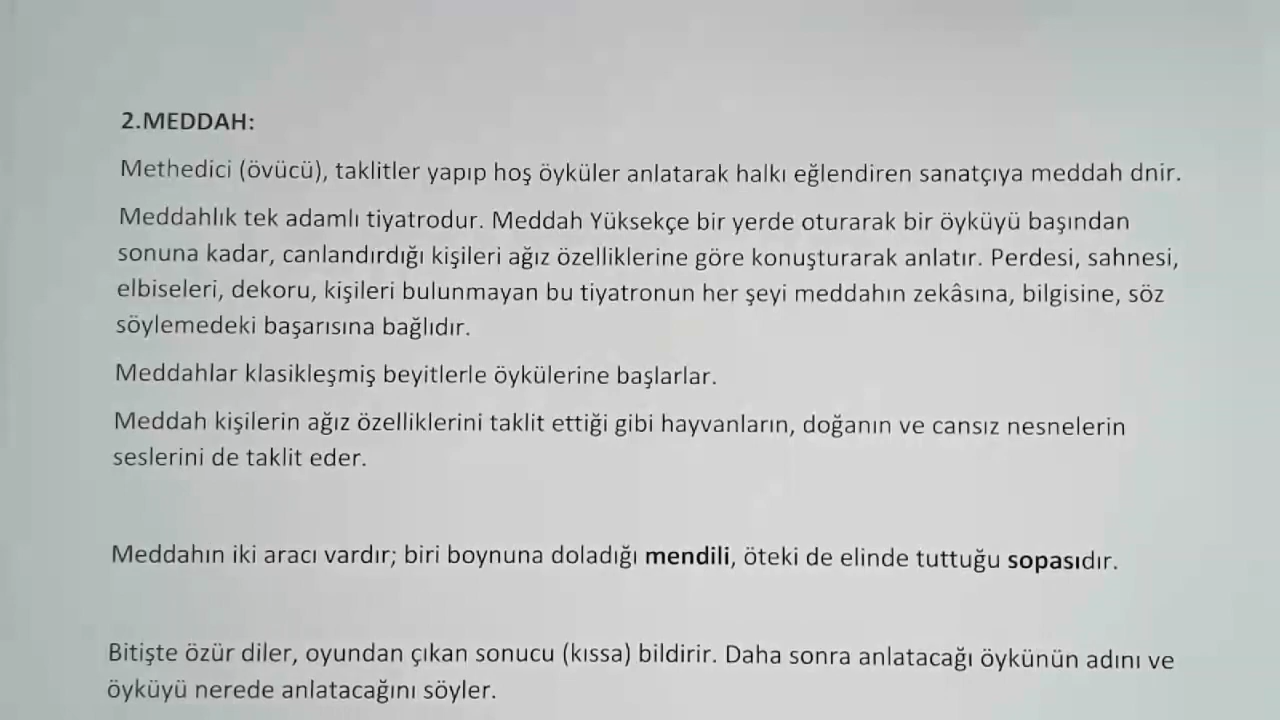 2.MEDDAH:
Methedici (övücü), taklitler yapıp hoş öyküler anlatarak halkı eğlendiren sanatçıya meddah dnir.
Meddahlık tek adamlı tiyatrodur. Meddah Yüksekçe bir yerde oturarak bir öyküyü başından
sonuna kadar, canlandırdığı kişileri ağız özelliklerine göre konuşturarak anlatır. Perdesi, sahnesi,
elbiseleri, dekoru, kişileri bulunmayan bu tiyatronun her şeyi meddahın zekâsına, bilgisine, söz
söylemedeki başarısına bağlıdır.
Meddahlar klasikleşmiş beyitlerle öykülerine başlarlar.
Meddah kişilerin ağız özelliklerini taklit ettiği gibi hayvanların, doğanın ve cansız nesnelerin
seslerini de taklit eder.
Meddahın iki aracı vardır; biri boynuna doladığı mendili, öteki de elinde tuttuğu sopasıdır.
Bitişte özür diler, oyundan çıkan sonucu (kıssa) bildirir. Daha sonra anlatacağı öykünün adını ve
öyküyü nerede anlatacağını söyler.